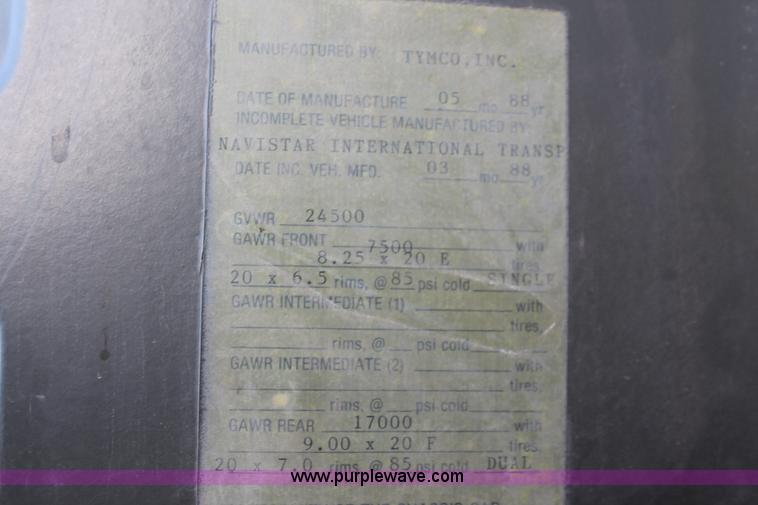 MANUFACTURED BY: TYMCO, INC.
DATE OF MANUFACTURE 05 mo 88 yr
INCOMPLETE VEHICLE MANUFACTURED BY:
NAVISTAR INTERNATIONAL TRANSP
DATE INC. VEH. MFD. 03 mo 88 yr
GVWR 24500
GAWR FRONT 7500 with
8.25 x 20 E tires,
20 x 6.5 rims, @ 85 psi cold SINGLE
GAWR INTERMEDIATE (1) with
tires,
rims, @ psi cold
GAWR INTERMEDIATE (2) with
tires,
rims, @ psi cold
GAWR REAR 17000 with
9.00 x 20 F tires
20 x 7.0 rims, @ 85 psi cold DUAL
www.purplewave.com